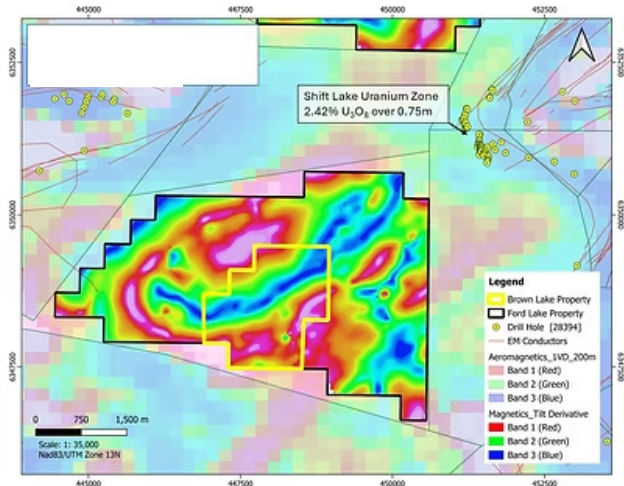 445000
447500
450000
452500
6352500
6352500
Shift Lake Uranium Zone
2.42% U₃O₈ over 0.75m
6350000
6350000
Legend
Brown Lake Property
Ford Lake Property
Drill Hole [28394]
EM Conductors
Aeromagnetics_1VD_200m
Band 1 (Red)
Band 2 (Green)
Band 3 (Blue)
Magnetics_Tilt Derivative
Band 1 (Red)
Band 2 (Green)
Band 3 (Blue)
6347500
6347500
0 750 1,500 m
Scale: 1: 35,000
Nad83/UTM Zone 13N
445000
447500
450000
452500